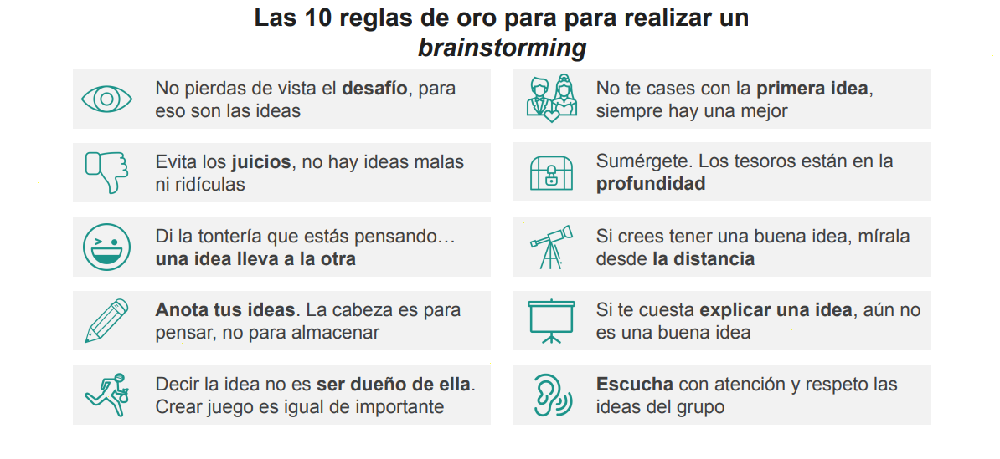 Las 10 reglas de oro para para realizar un
brainstorming
No pierdas de vista el desafío, para
eso son las ideas
Evita los juicios, no hay ideas malas
ni ridículas
Di la tontería que estás pensando…
una idea lleva a la otra
Anota tus ideas. La cabeza es para
pensar, no para almacenar
Decir la idea no es ser dueño de ella.
Crear juego es igual de importante
No te cases con la primera idea,
siempre hay una mejor
Sumérgete. Los tesoros están en la
profundidad
Si crees tener una buena idea, mírala
desde la distancia
Si te cuesta explicar una idea, aún no
es una buena idea
Escucha con atención y respeto las
ideas del grupo